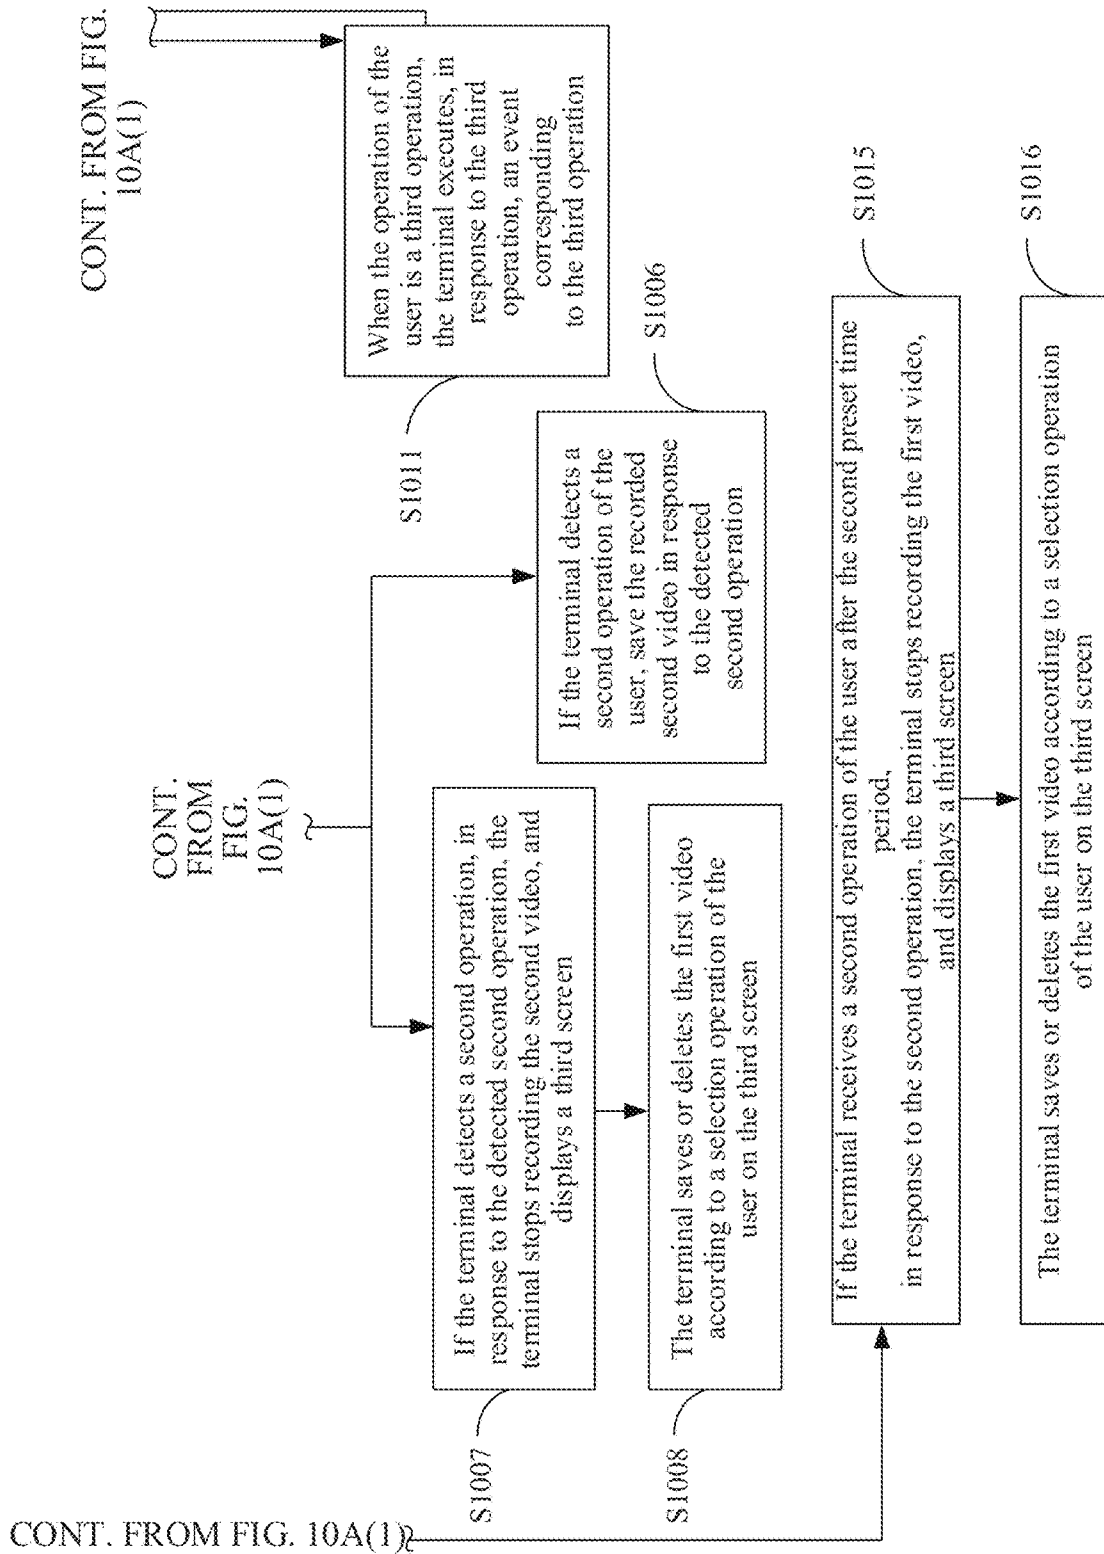 CONT. FROM FIG. 10A(1)
CONT.
FROM
FIG.
10A(1)
CONT. FROM FIG.
10A(1)
S1007
If the terminal detects a second operation, in
response to the detected second operation, the
terminal stops recording the second video, and
displays a third screen
S1008
The terminal saves or deletes the first video
according to a selection operation of the
user on the third screen
If the terminal detects a
second operation of the
user, save the recorded
second video in response
to the detected
second operation
S1006
S1011
When the operation of the
user is a third operation,
the terminal executes, in
response to the third
operation, an event
corresponding
to the third operation
If the terminal receives a second operation of the user after the second preset time
period,
in response to the second operation, the terminal stops recording the first video,
and displays a third screen
S1015
The terminal saves or deletes the first video according to a selection operation
of the user on the third screen
S1016